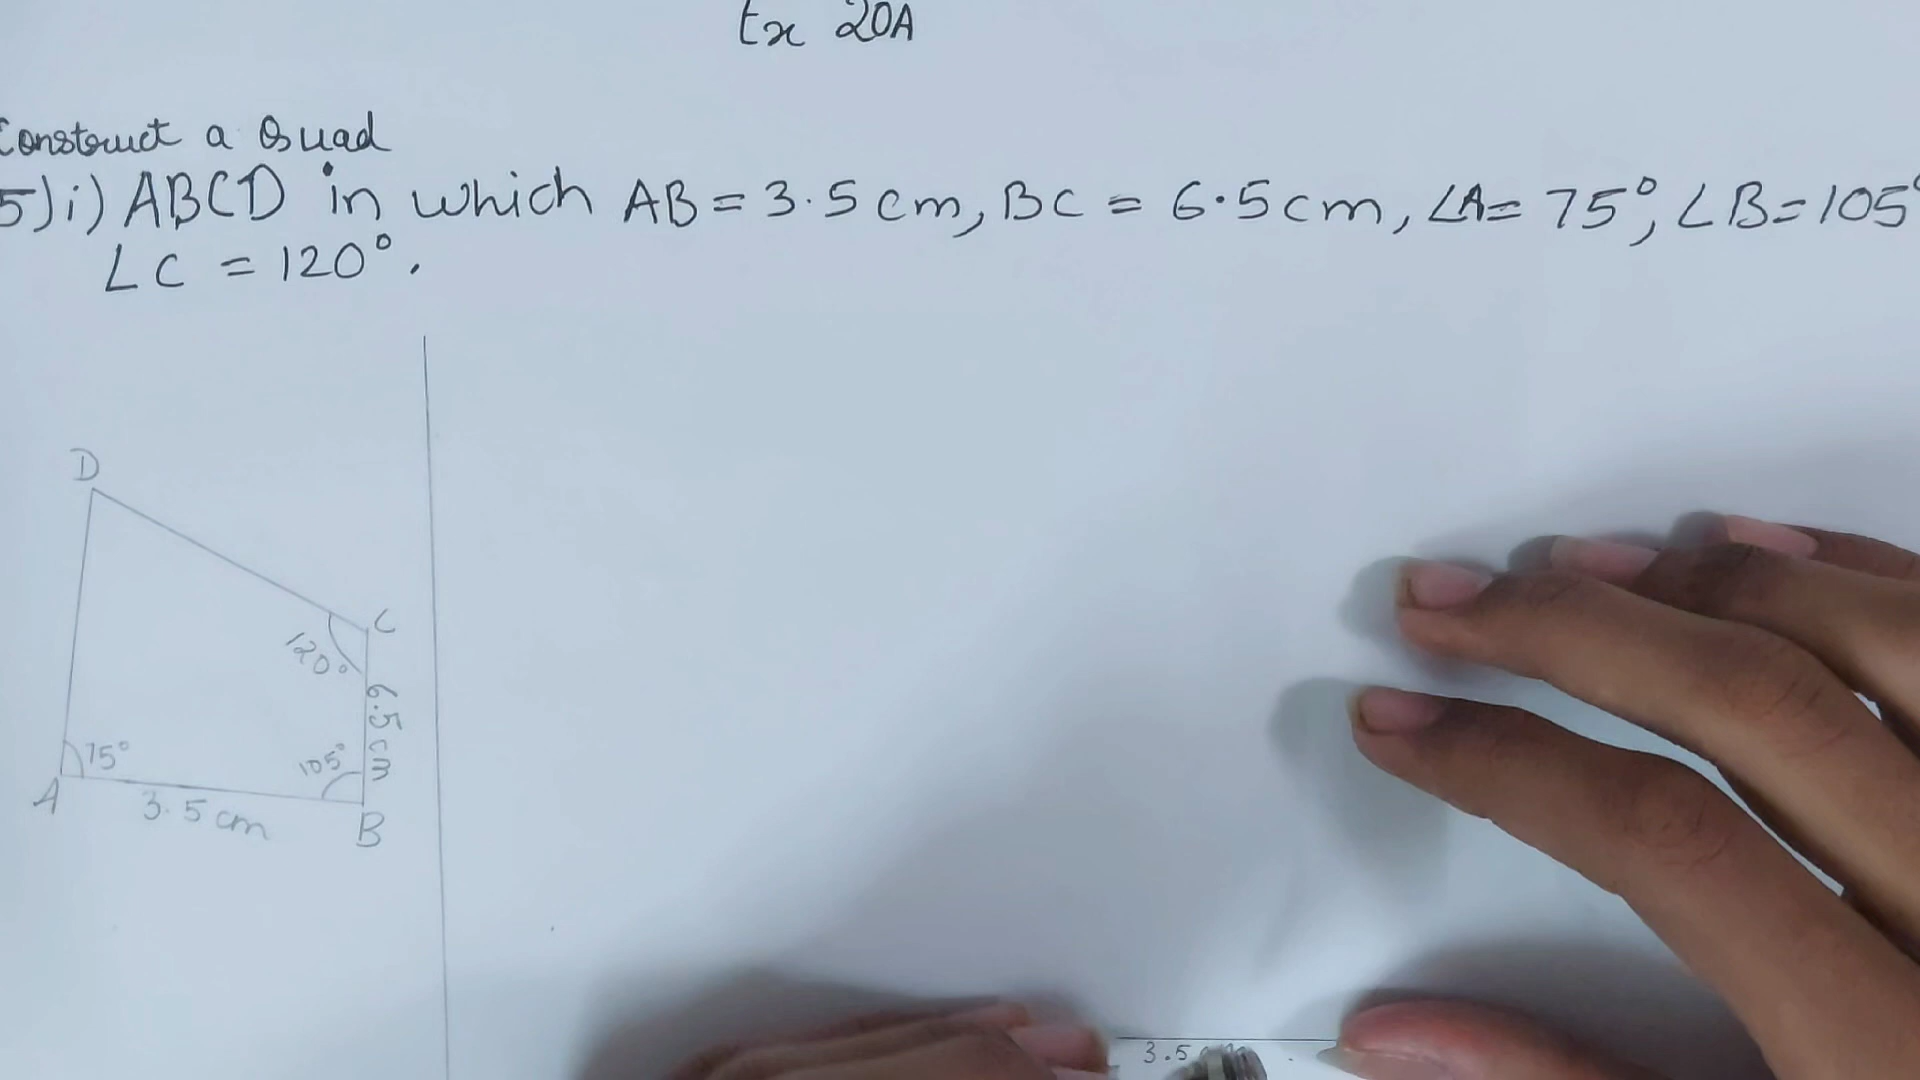 Ex 20A
Construct a Quad
5)i) ABCD in which AB = 3.5 cm, BC = 6.5 cm, ∠A = 75°, ∠B = 105°
∠C = 120°.
D
C
120°
6.5 cm
75°
105°
A
3.5 cm
B
3.5